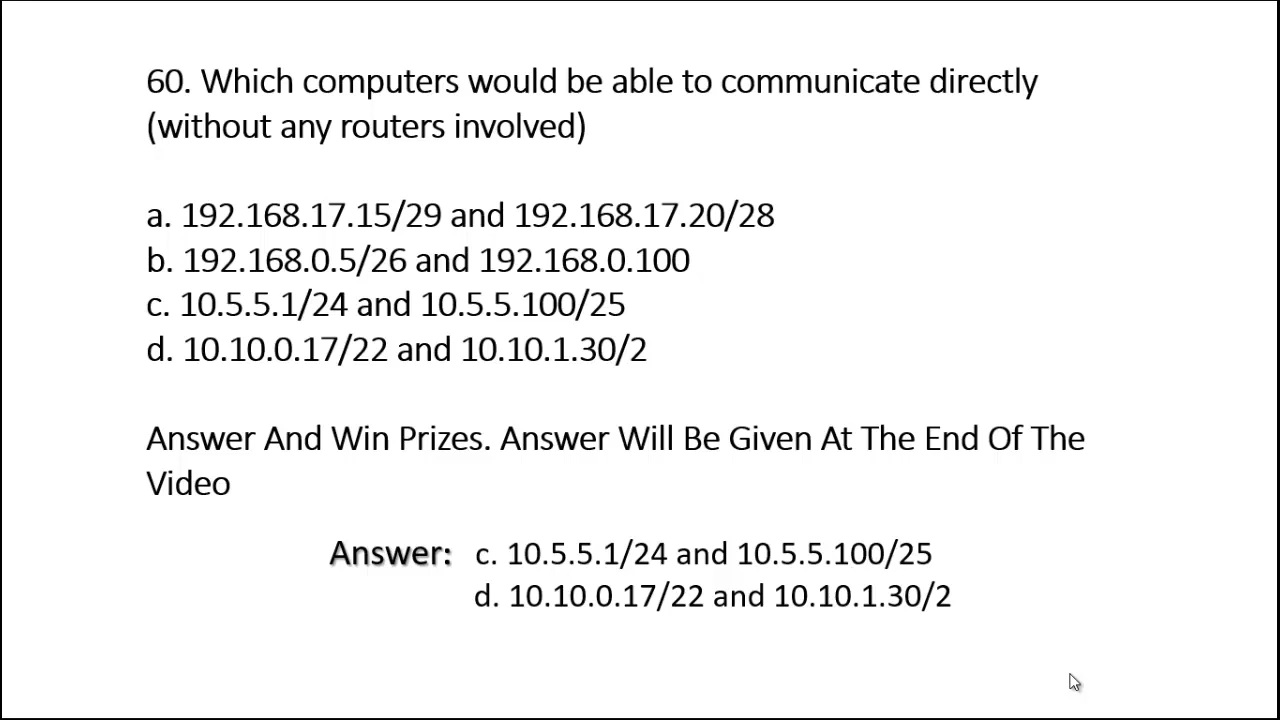 60. Which computers would be able to communicate directly
(without any routers involved)
a. 192.168.17.15/29 and 192.168.17.20/28
b. 192.168.0.5/26 and 192.168.0.100
c. 10.5.5.1/24 and 10.5.5.100/25
d. 10.10.0.17/22 and 10.10.1.30/2
Answer And Win Prizes. Answer Will Be Given At The End Of The
Video
Answer: c. 10.5.5.1/24 and 10.5.5.100/25
d. 10.10.0.17/22 and 10.10.1.30/2